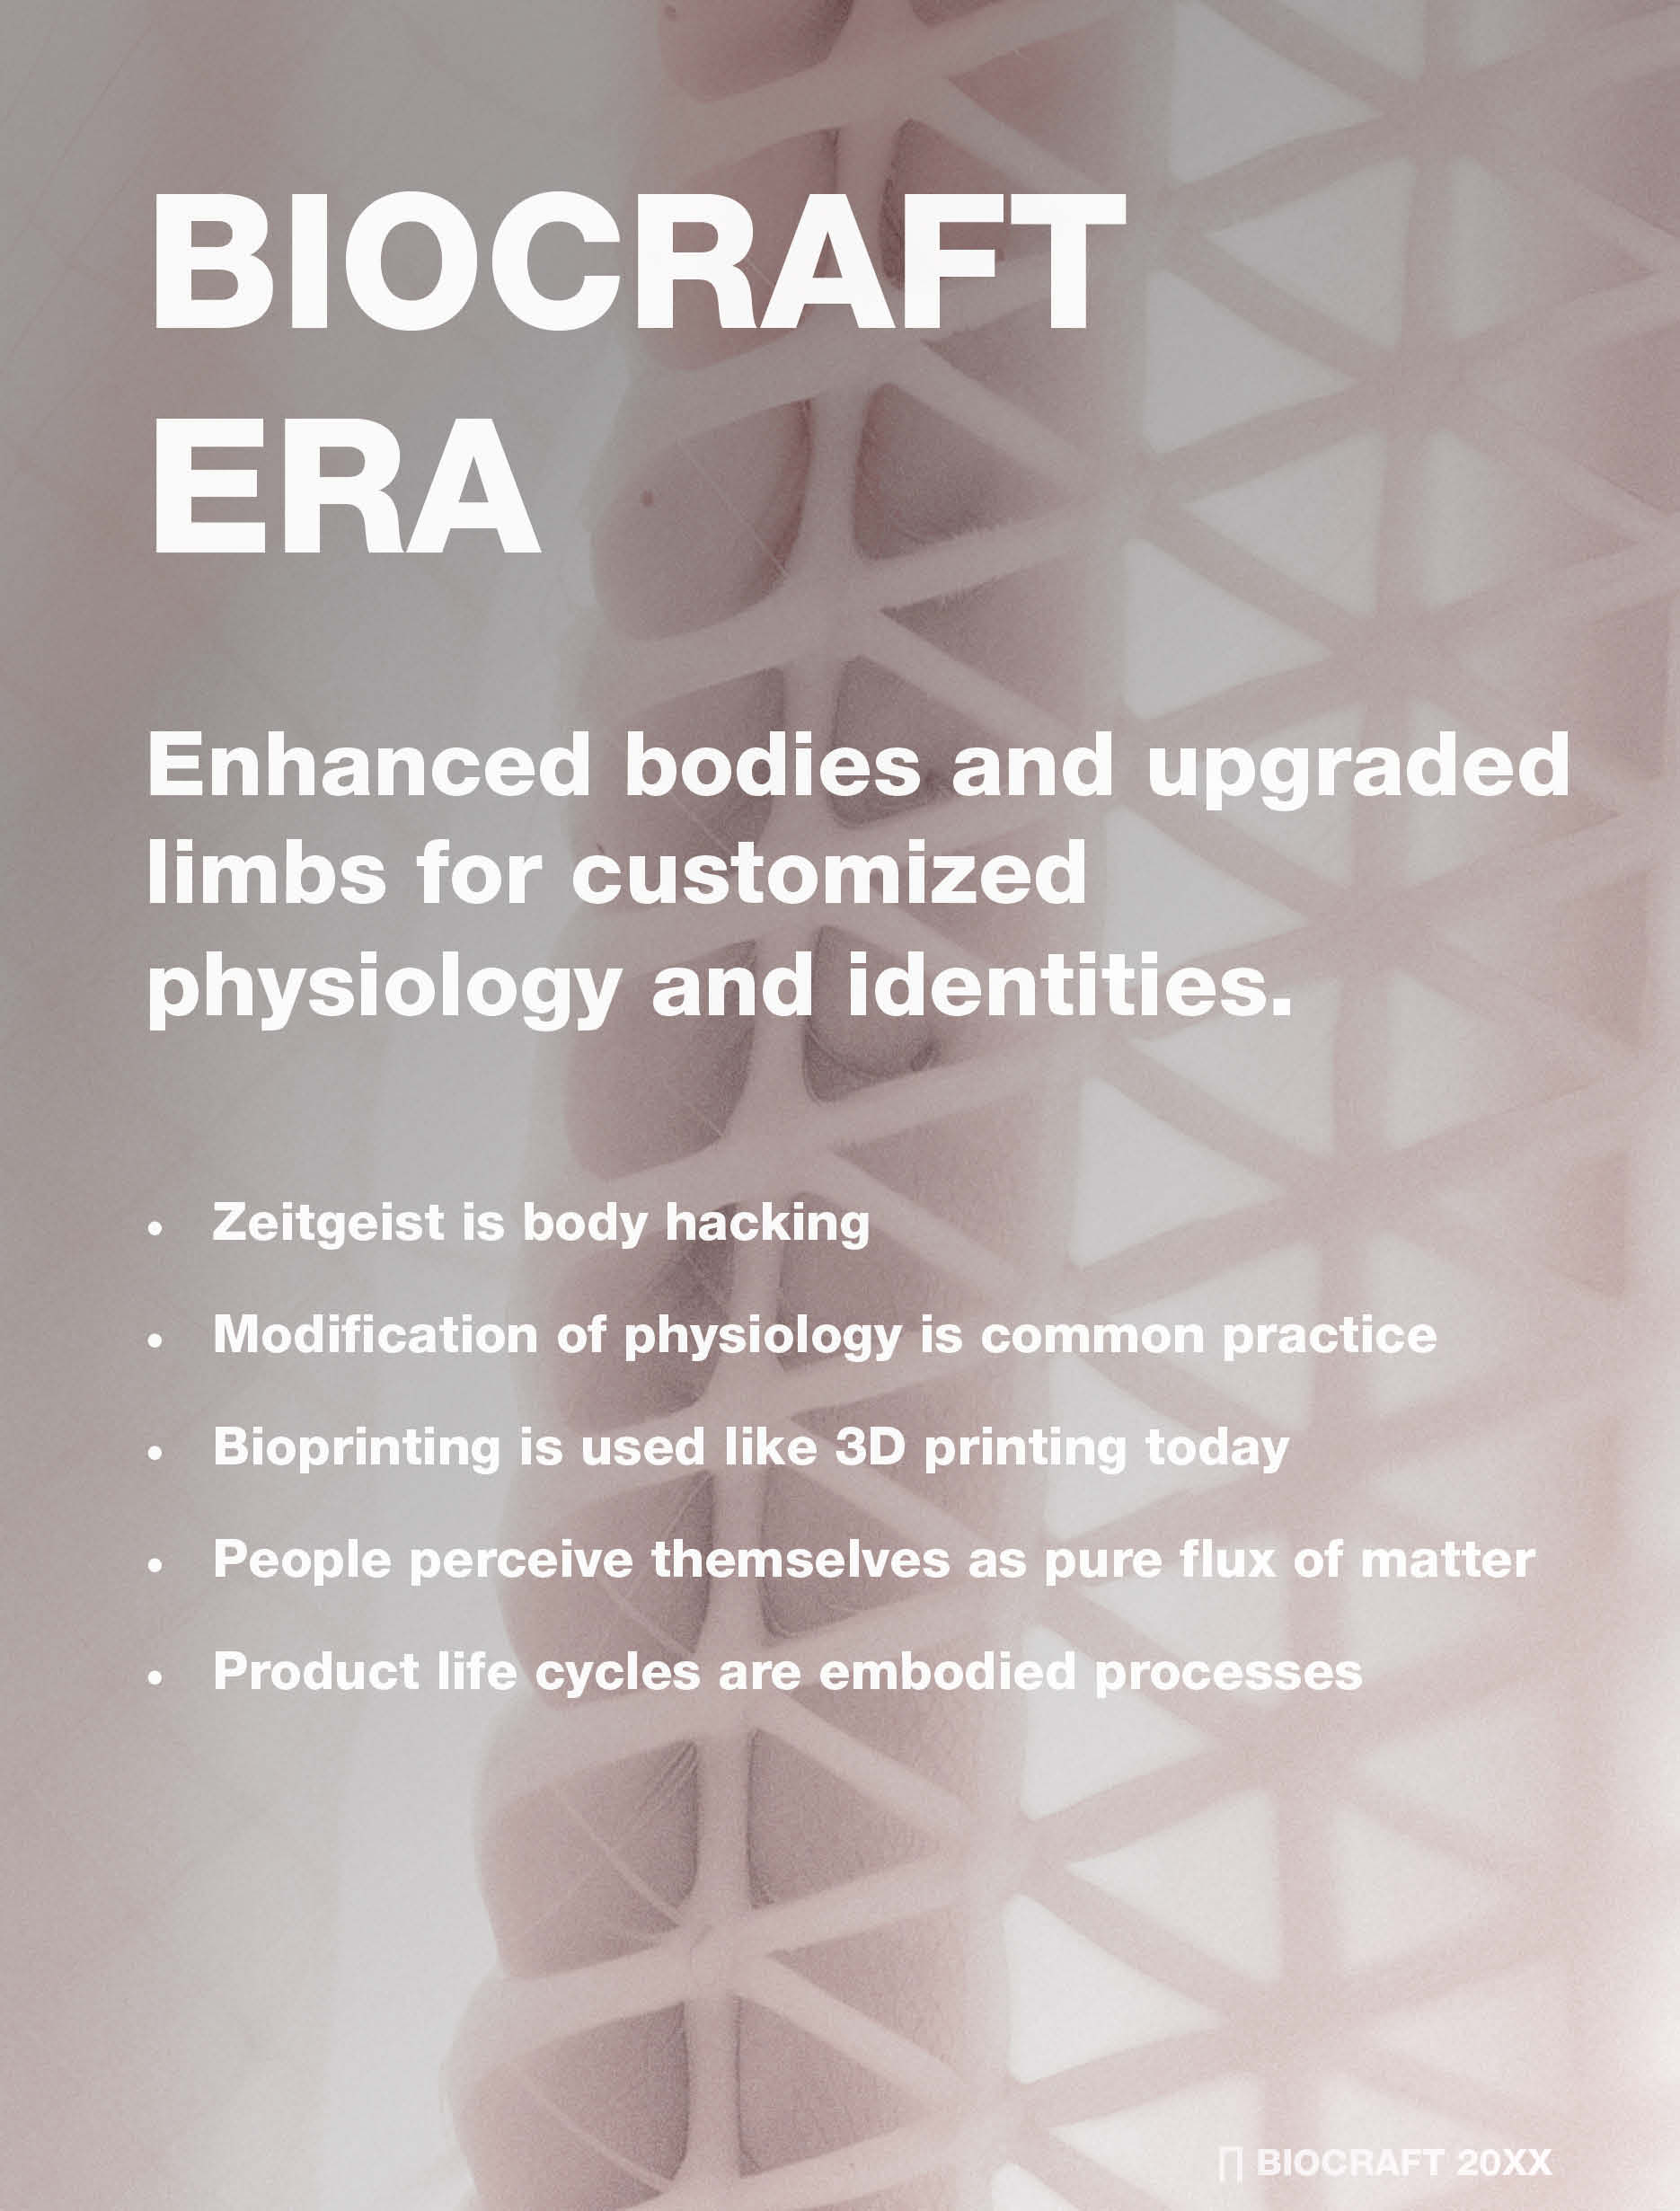 BIOCRAFT
ERA
Enhanced bodies and upgraded
limbs for customized
physiology and identities.
• Zeitgeist is body hacking
• Modification of physiology is common practice
• Bioprinting is used like 3D printing today
• People perceive themselves as pure flux of matter
• Product life cycles are embodied processes
∏ BIOCRAFT 20XX